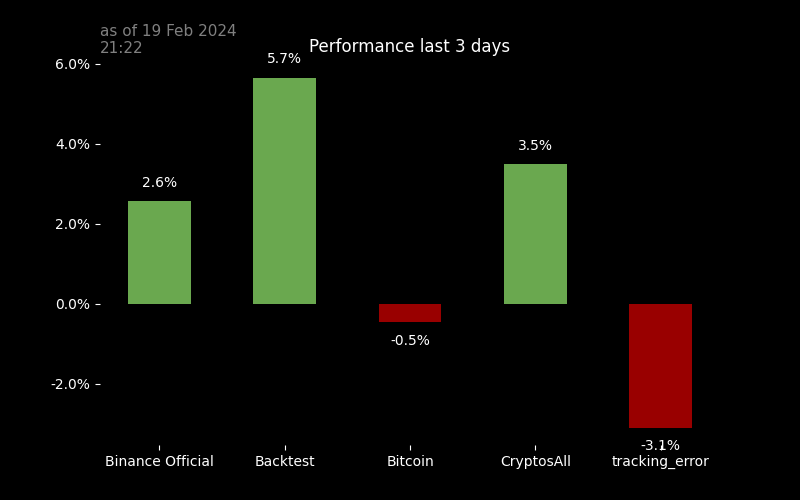 as of 19 Feb 2024
21:22
Performance last 3 days
6.0%
5.7%
4.0%
3.5%
2.6%
2.0%
0.0%
-0.5%
-2.0%
-3.1%
Binance Official
Backtest
Bitcoin
CryptosAll
tracking_error